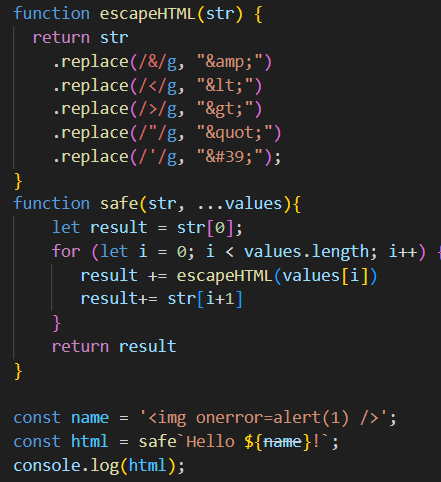 function escapeHTML(str) {
  return str
    .replace(/&/g, "&amp;")
    .replace(/</g, "&lt;")
    .replace(/>/g, "&gt;")
    .replace(/"/g, "&quot;")
    .replace(/'/g, "&#39;");
}
function safe(str, ...values){
    let result = str[0];
    for (let i = 0; i < values.length; i++) {
       result += escapeHTML(values[i])
       result+= str[i+1]
    }
    return result
}

const name = '<img onerror=alert(1) />';
const html = safe`Hello ${name}!`;
console.log(html);